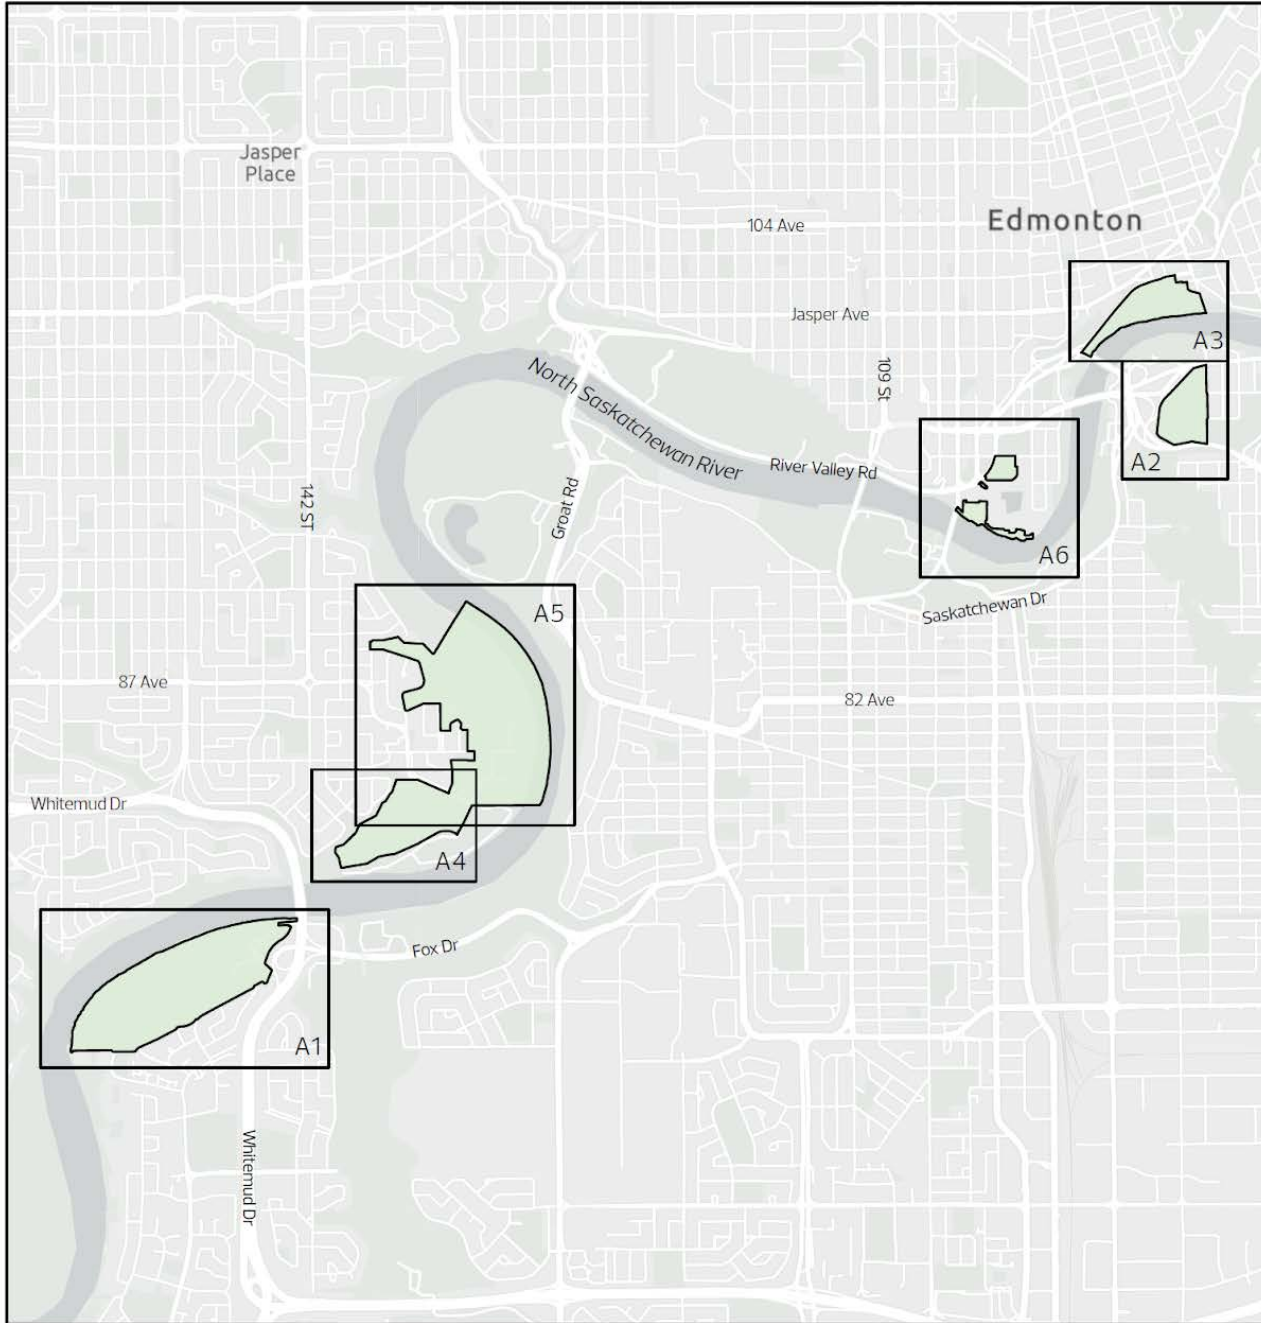 Jasper
Place
104 Ave
Edmonton
Jasper Ave
A3
North Saskatchewan River
109 St
A2
River Valley Rd
142 ST
Groat Rd
A6
Saskatchewan Dr
A5
87 Ave
82 Ave
Whitemud Dr
A4
Fox Dr
A1
Whitemud Dr